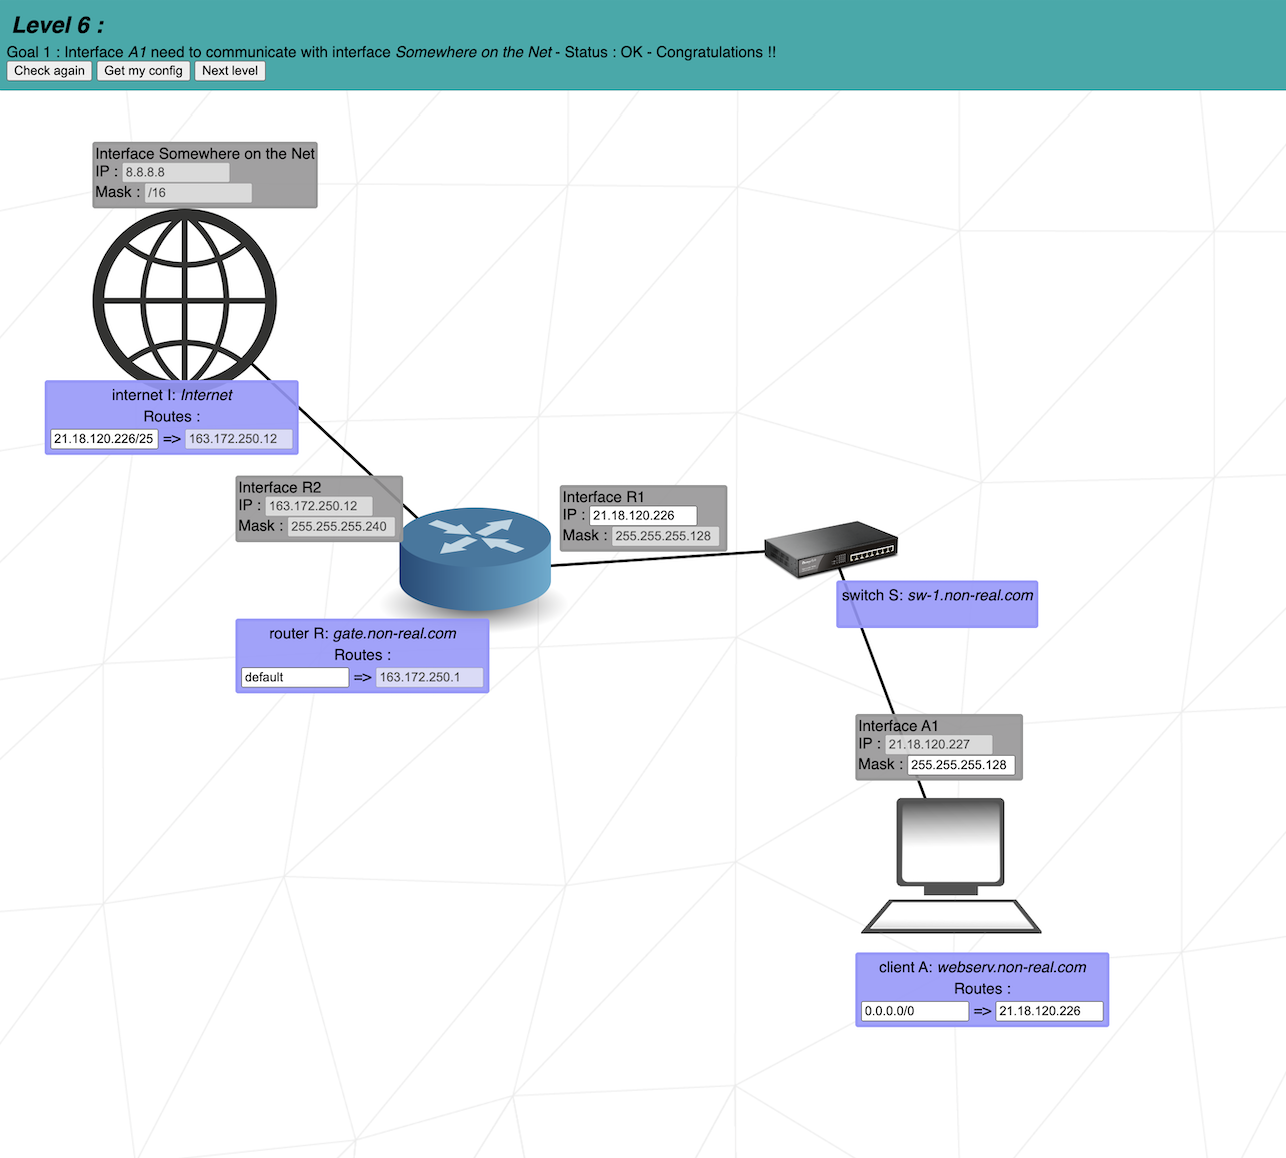 Level 6 :
Goal 1 : Interface A1 need to communicate with interface Somewhere on the Net - Status : OK - Congratulations !!
Check again Get my config Next level
Interface Somewhere on the Net
IP : 8.8.8.8
Mask : /16
internet I: Internet
Routes :
21.18.120.226/25 => 163.172.250.12
Interface R2
IP : 163.172.250.12
Mask : 255.255.255.240
Interface R1
IP : 21.18.120.226
Mask : 255.255.255.128
switch S: sw-1.non-real.com
router R: gate.non-real.com
Routes :
default => 163.172.250.1
Interface A1
IP : 21.18.120.227
Mask : 255.255.255.128
client A: webserv.non-real.com
Routes :
0.0.0.0/0 => 21.18.120.226